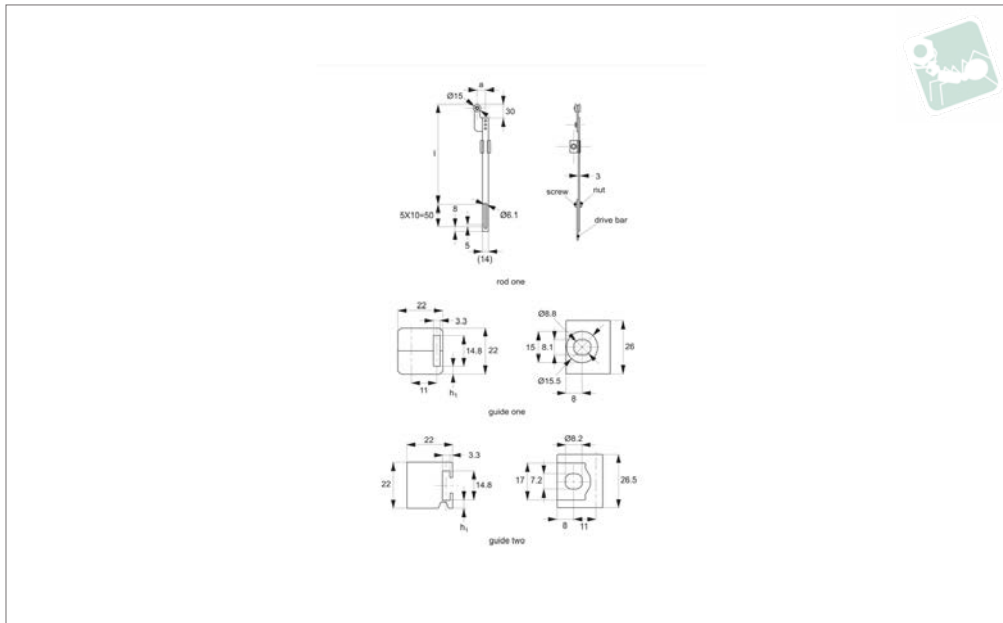 a
Ø15
30
l
3
screw
nut
8
5X10=50
Ø6.1
drive bar
5
(14)
rod one
22
3.3
14.8
22
11
h₁
Ø8.8
15
8.1
26
Ø15.5
8
guide one
22
3.3
22
14.8
h₁
Ø8.2
17
7.2
26.5
8
11
guide two